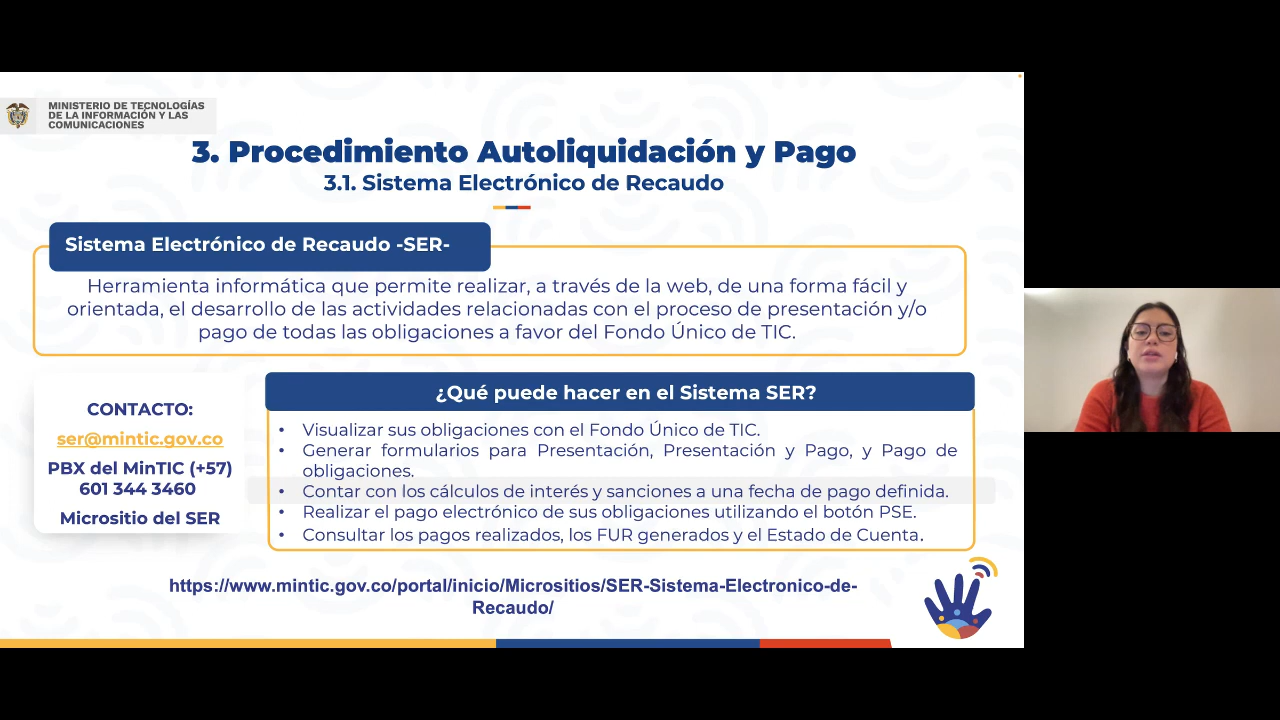 MINISTERIO DE TECNOLOGÍAS
DE LA INFORMACIÓN Y LAS
COMUNICACIONES
3. Procedimiento Autoliquidación y Pago
3.1. Sistema Electrónico de Recaudo
Sistema Electrónico de Recaudo -SER-
Herramienta informática que permite realizar, a través de la web, de una forma fácil y
orientada, el desarrollo de las actividades relacionadas con el proceso de presentación y/o
pago de todas las obligaciones a favor del Fondo Único de TIC.
CONTACTO:
ser@mintic.gov.co
PBX del MinTIC (+57)
601 344 3460
Micrositio del SER
¿Qué puede hacer en el Sistema SER?
• Visualizar sus obligaciones con el Fondo Único de TIC.
• Generar formularios para Presentación, Presentación y Pago, y Pago de
obligaciones.
• Contar con los cálculos de interés y sanciones a una fecha de pago definida.
• Realizar el pago electrónico de sus obligaciones utilizando el botón PSE.
• Consultar los pagos realizados, los FUR generados y el Estado de Cuenta.
https://www.mintic.gov.co/portal/inicio/Micrositios/SER-Sistema-Electronico-de-
Recaudo/